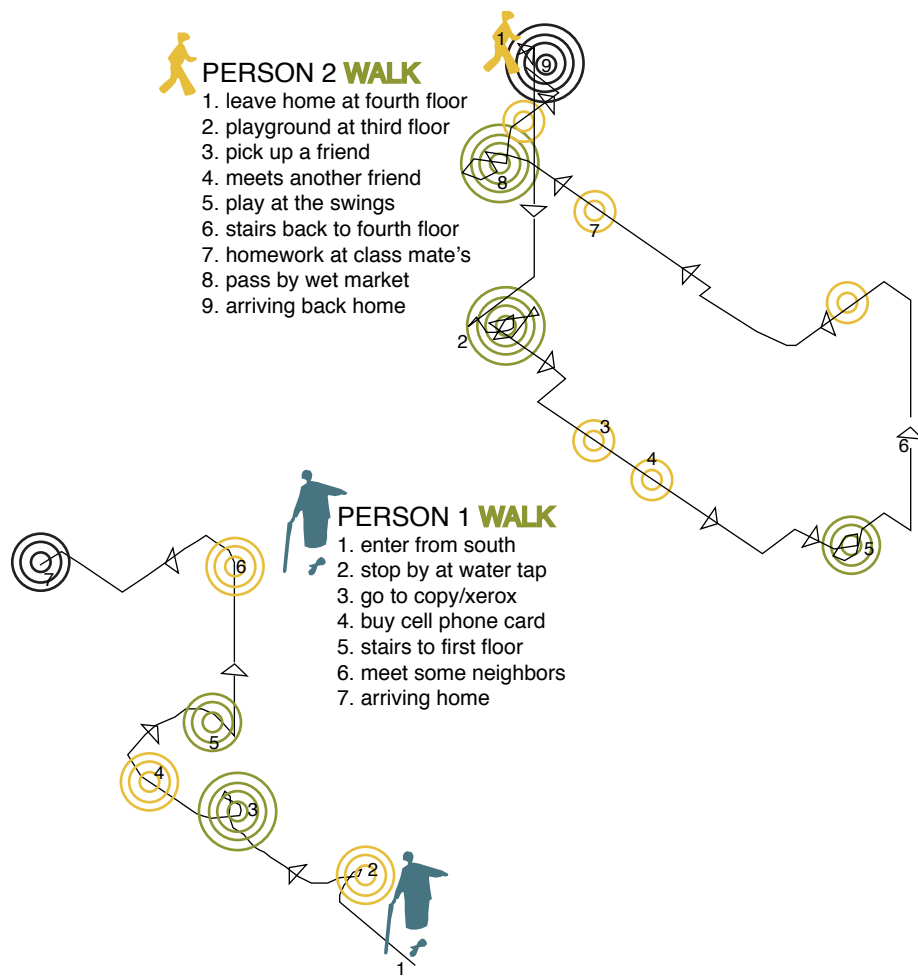 PERSON 2 WALK
1. leave home at fourth floor
2. playground at third floor
3. pick up a friend
4. meets another friend
5. play at the swings
6. stairs back to fourth floor
7. homework at class mate's
8. pass by wet market
9. arriving back home
1
9
8
7
2
3
4
6
5
PERSON 1 WALK
1. enter from south
2. stop by at water tap
3. go to copy/xerox
4. buy cell phone card
5. stairs to first floor
6. meet some neighbors
7. arriving home
7
6
5
4
3
2
1